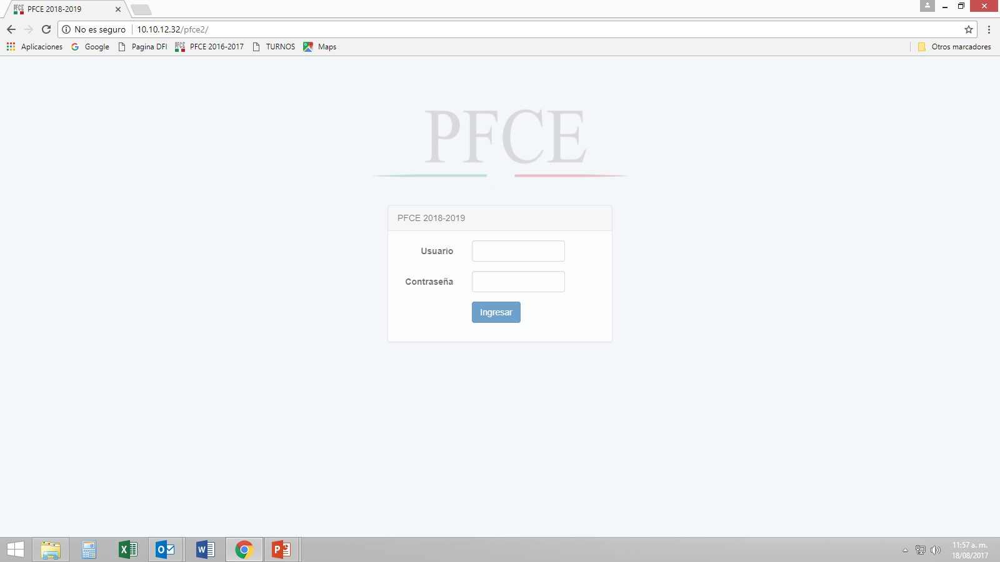 PFCE 2018-2019
No es seguro 10.10.12.32/pfce2/
Aplicaciones Google Pagina DFI PFCE 2016-2017 TURNOS Maps Otros marcadores
PFCE
PFCE 2018-2019
Usuario
Contraseña
Ingresar
11:57 a. m.
18/08/2017